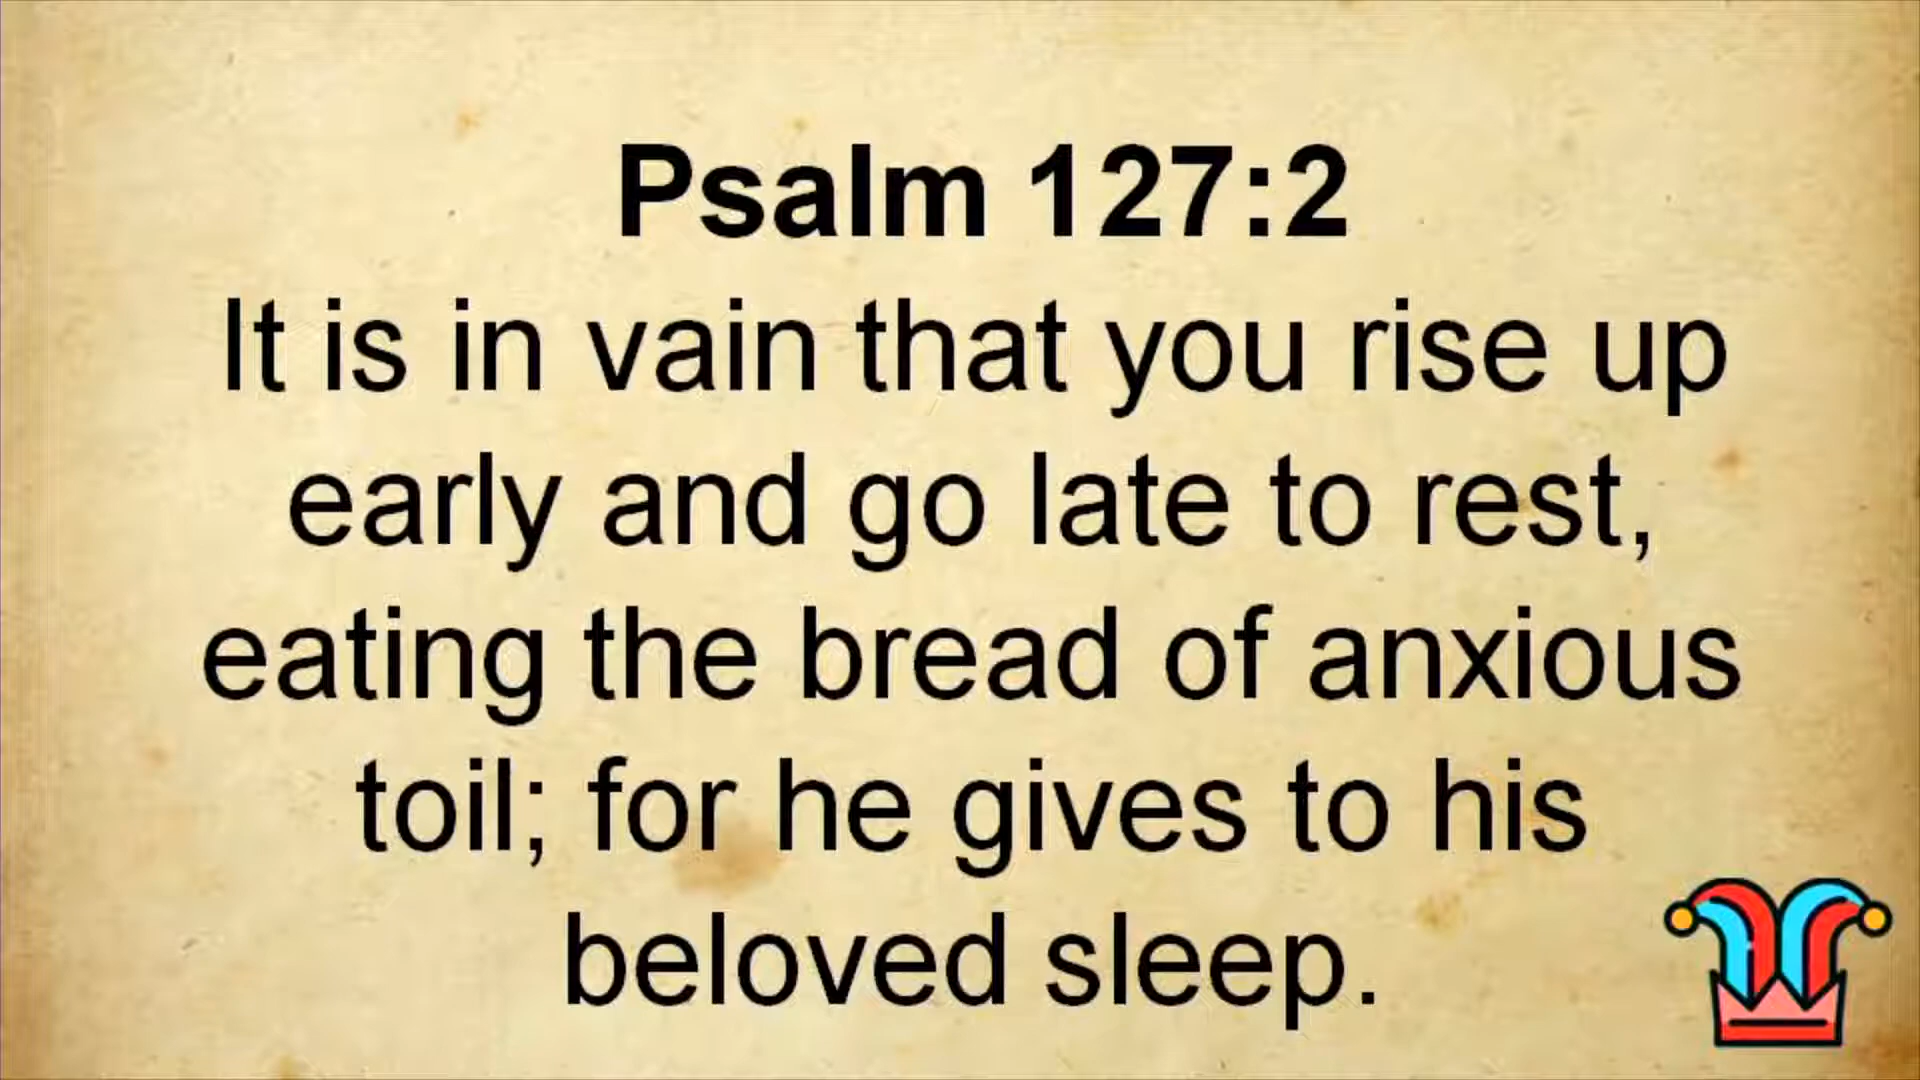 Psalm 127:2
It is in vain that you rise up
early and go late to rest,
eating the bread of anxious
toil; for he gives to his
beloved sleep.